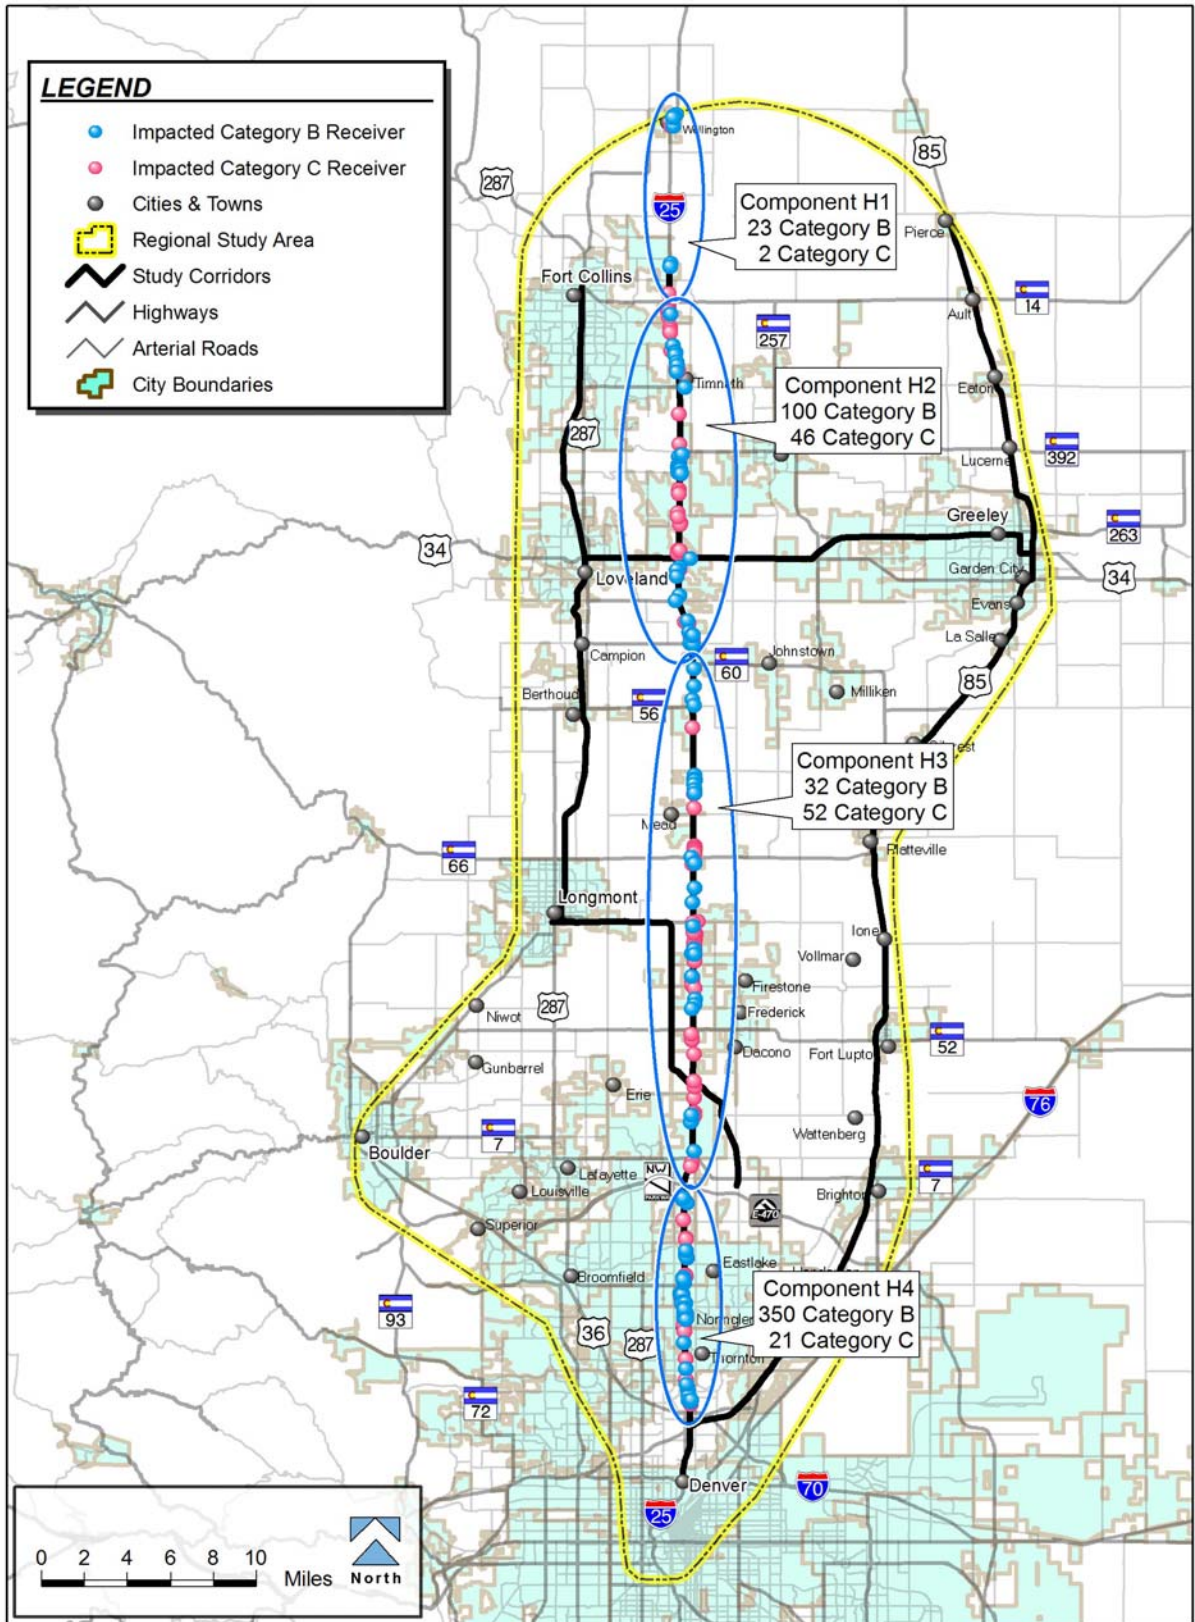 LEGEND
Impacted Category B Receiver
Impacted Category C Receiver
Cities & Towns
Regional Study Area
Study Corridors
Highways
Arterial Roads
City Boundaries
Wellington
85
287
25
Component H1
23 Category B
2 Category C
Pierce
Fort Collins
14
Ault
257
Timnath
Eaton
Component H2
100 Category B
46 Category C
287
392
Lucerne
Greeley
263
34
Garden City
34
Loveland
Evans
La Salle
Campion
60
Johnstown
85
Berthoud
56
Milliken
Component H3
32 Category B
52 Category C
Mead
66
Platteville
Longmont
Ione
Vollmar
Firestone
287
Niwot
Frederick
52
Dacono
Fort Lupto
Gunbarrel
Erie
76
7
Wattenberg
Boulder
Lafayette
NW
PARKWAY
7
Louisville
Brighton
E-470
Superior
Eastlake
Broomfield
Component H4
350 Category B
21 Category C
93
36
287
Thornton
72
Denver
70
25
0 2 4 6 8 10
Miles
North